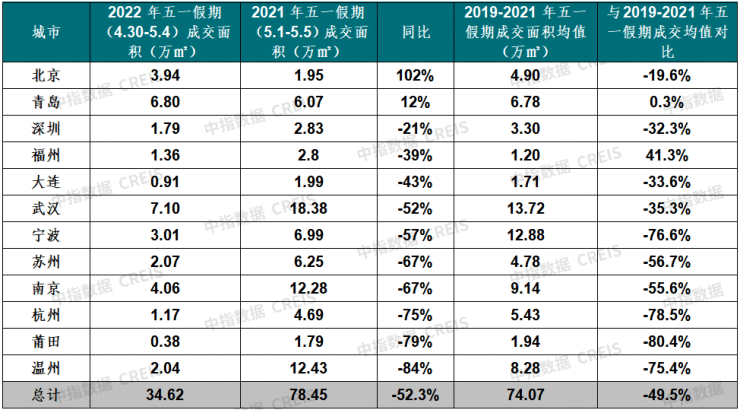 城市 2022 年五一假期（4.30-5.4）成交面积（万㎡） 2021 年五一假期（5.1-5.5）成交面积（万㎡） 同比 2019-2021 年五一假期成交面积均值（万㎡） 与 2019-2021 年五一假期成交均值对比
北京 3.94 1.95 102% 4.90 -19.6%
青岛 6.80 6.07 12% 6.78 0.3%
深圳 1.79 2.83 -21% 3.30 -32.3%
福州 1.36 2.8 -39% 1.20 41.3%
大连 0.91 1.99 -43% 1.71 -33.6%
武汉 7.10 18.38 -52% 13.72 -35.3%
宁波 3.01 6.99 -57% 12.88 -76.6%
苏州 2.07 6.25 -67% 4.78 -56.7%
南京 4.06 12.28 -67% 9.14 -55.6%
杭州 1.17 4.69 -75% 5.43 -78.5%
莆田 0.38 1.79 -79% 1.94 -80.4%
温州 2.04 12.43 -84% 8.28 -75.4%
总计 34.62 78.45 -52.3% 74.07 -49.5%
中指数据 CREIS